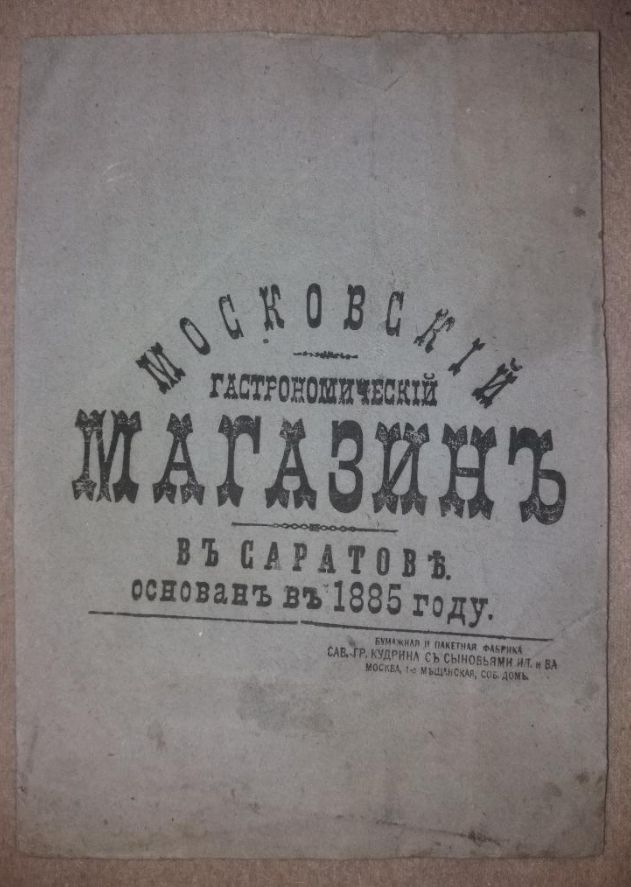 МОСКОВСКІЙ
ГАСТРОНОМИЧЕСКІЙ
МАГАЗИНЪ
ВЪ САРАТОВѢ.
основанъ въ 1885 году.
БУМАЖНАЯ И ПАКЕТНАЯ ФАБРИКА
САВ. ГР. КУДРИНА СЪ СЫНОВЬЯМИ И ВА
МОСКВА, 1-я МѢЩАНСКАЯ, СОБ. ДОМЪ.